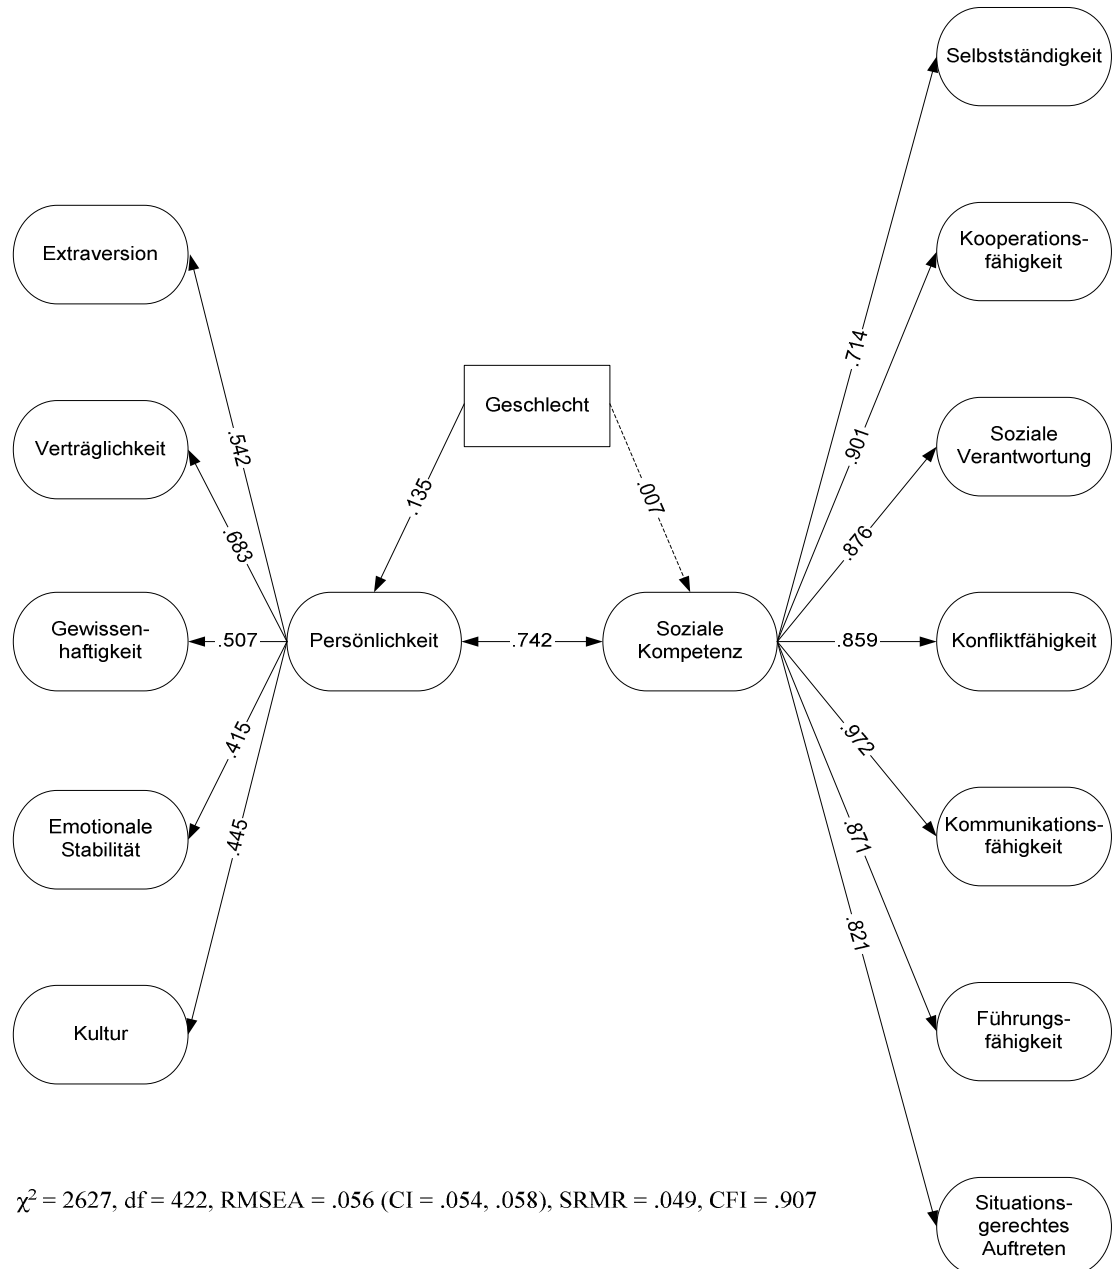 Selbstständigkeit
Extraversion
Kooperations-
fähigkeit
.714
Geschlecht
Verträglichkeit
Soziale
Verantwortung
.542
.901
.135
.007
.683
.876
Gewissen-
haftigkeit
.507
Persönlichkeit
.742
Soziale
Kompetenz
.859
Konfliktfähigkeit
.415
.972
Emotionale
Stabilität
.445
.871
Kommunikations-
fähigkeit
.821
Kultur
Führungs-
fähigkeit
χ² = 2627, df = 422, RMSEA = .056 (CI = .054, .058), SRMR = .049, CFI = .907
Situations-
gerechtes
Auftreten